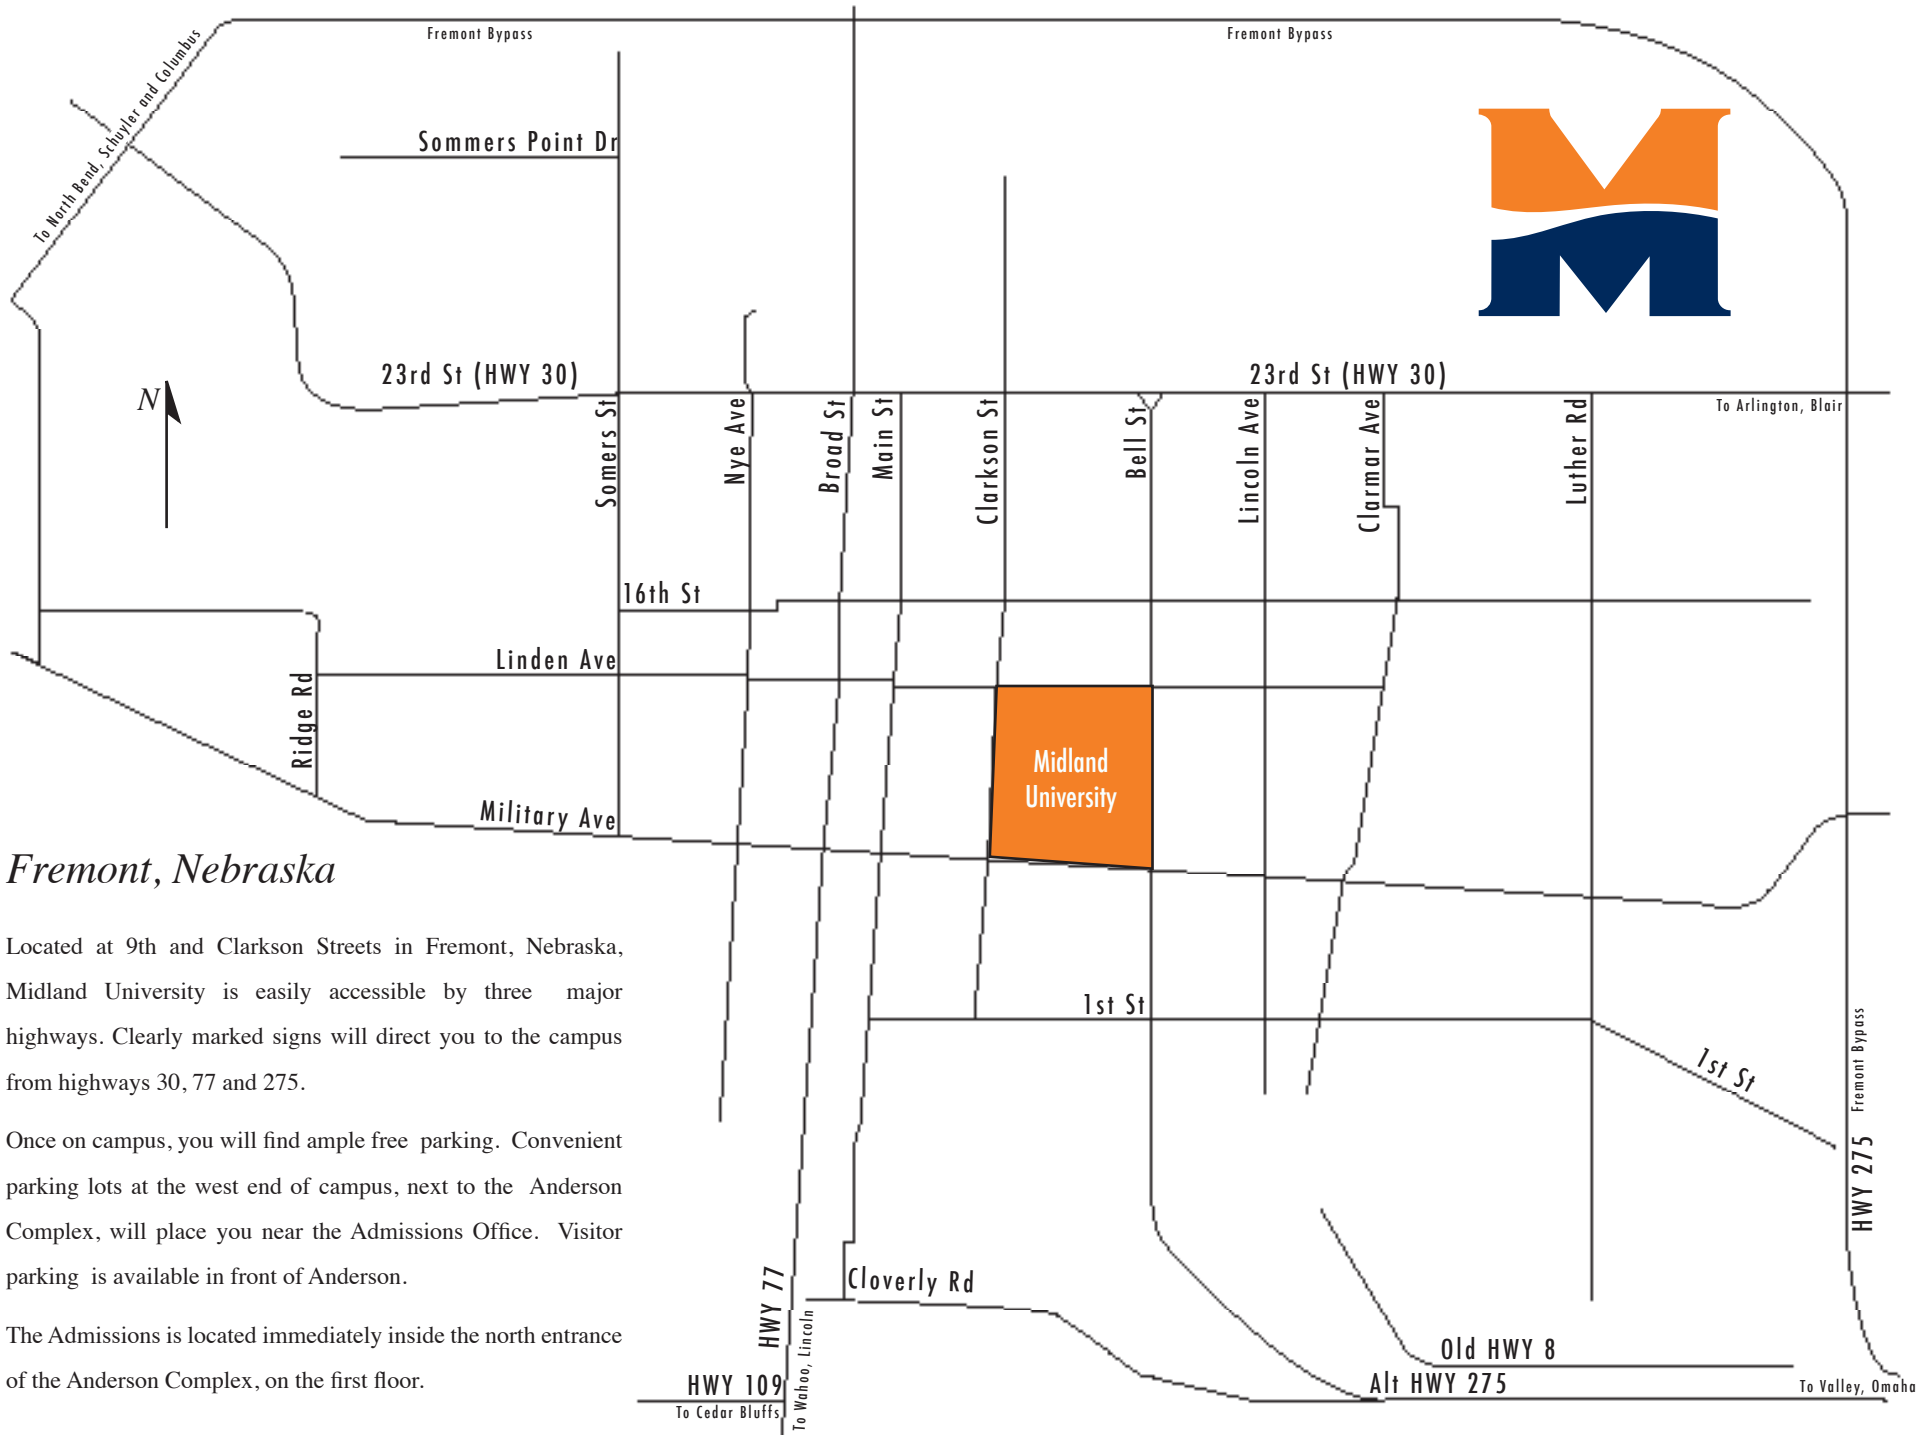 Fremont Bypass
Fremont Bypass
To North Bend, Schuyler and Columbus
Sommers Point Dr
M
23rd St (HWY 30)
23rd St (HWY 30)
To Arlington, Blair
N
Somers St
Nye Ave
Broad St
Main St
Clarkson St
Bell St
Lincoln Ave
Clarmar Ave
Luther Rd
16th St
Linden Ave
Ridge Rd
Midland
University
Military Ave
Fremont, Nebraska
Located at 9th and Clarkson Streets in Fremont, Nebraska,
Midland University is easily accessible by three major
highways. Clearly marked signs will direct you to the campus
from highways 30, 77 and 275.
Once on campus, you will find ample free parking. Convenient
parking lots at the west end of campus, next to the Anderson
Complex, will place you near the Admissions Office. Visitor
parking is available in front of Anderson.
The Admissions is located immediately inside the north entrance
of the Anderson Complex, on the first floor.
1st St
1st St
Fremont Bypass
HWY 275
Cloverly Rd
HWY 77
To Wahoo, Lincoln
Old HWY 8
HWY 109
To Cedar Bluffs
Alt HWY 275
To Valley, Omaha